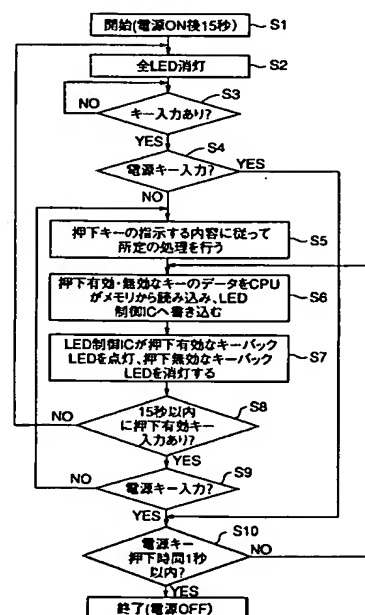 開始(電源ON後15秒)
S1
全LED消灯
S2
S3
NO
キー入力あり?
YES
S4
電源キー入力?
YES
NO
押下キーの指示する内容に従って
所定の処理を行う
S5
押下有効・無効なキーのデータをCPU
がメモリから読み込み、LED
制御ICへ書き込む
S6
LED制御ICが押下有効なキーバック
LEDを点灯、押下無効なキーバック
LEDを消灯する
S7
S8
NO
15秒以内
に押下有効キー
入力あり?
YES
S9
NO
電源キー入力?
YES
S10
電源キー
押下時間1秒
以内?
NO
YES
終了(電源OFF)